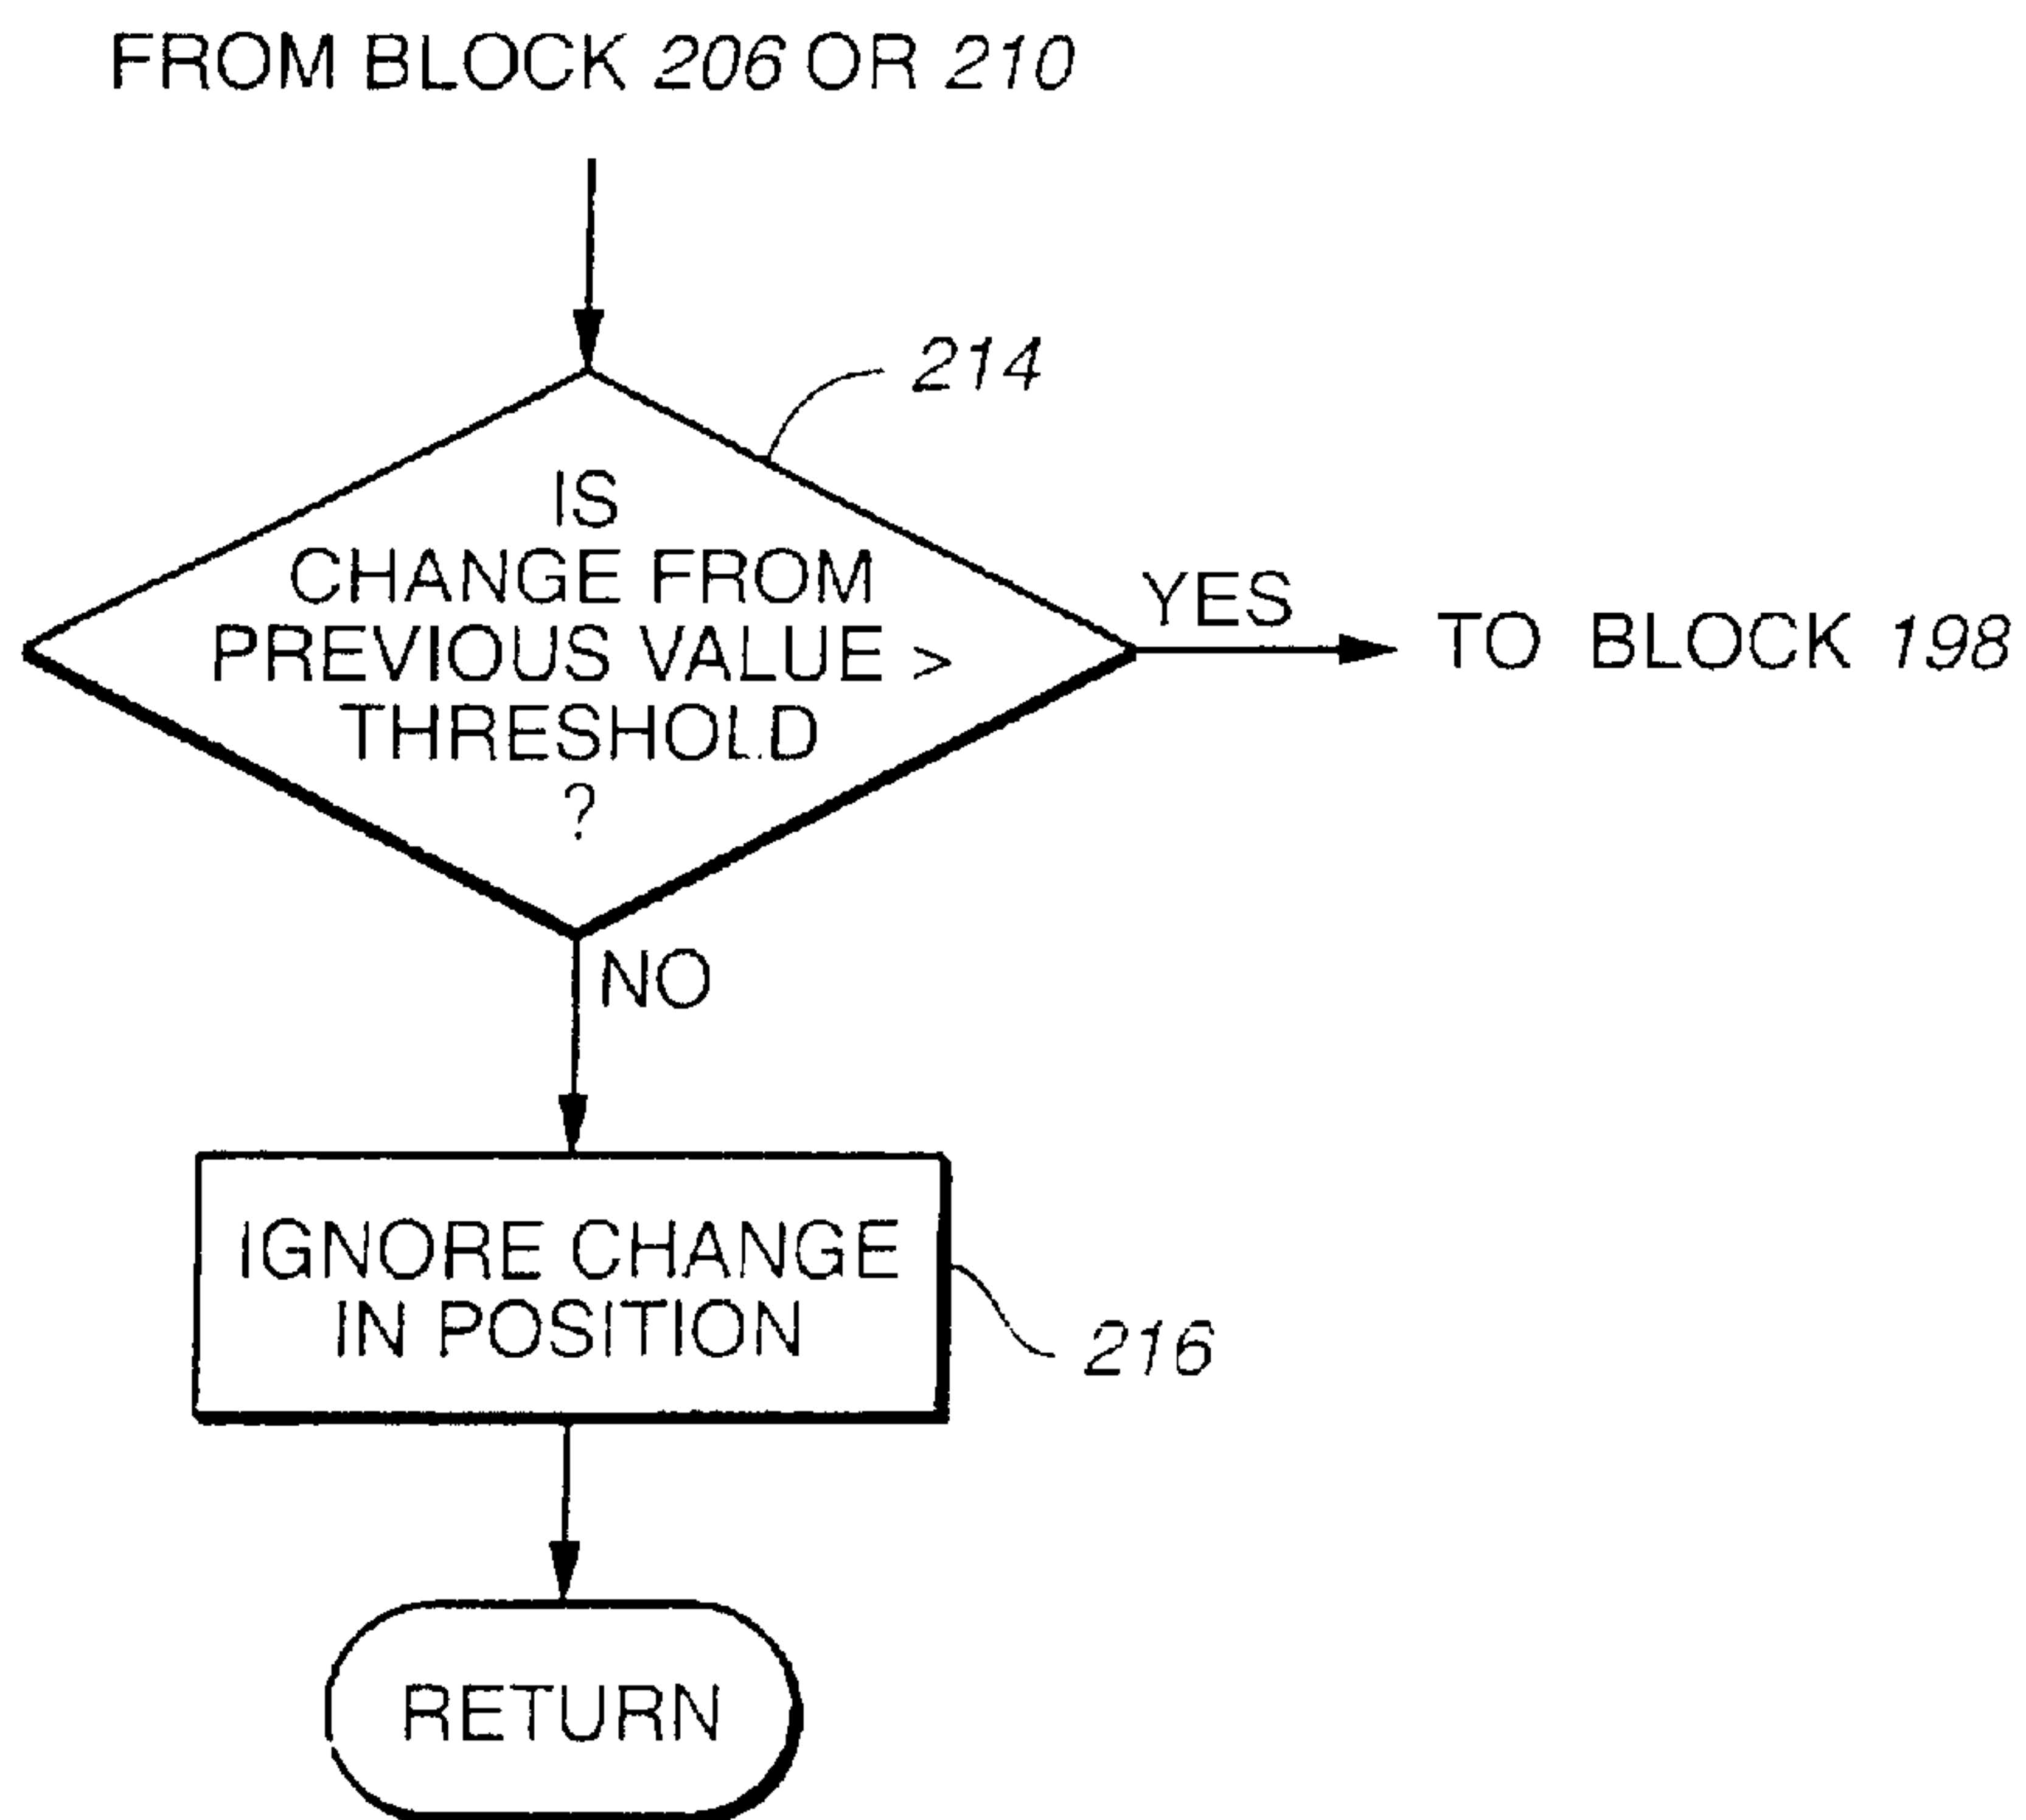 FROM BLOCK 206 OR 210
214
IS
CHANGE FROM
PREVIOUS VALUE >
THRESHOLD
?
YES
TO BLOCK 198
NO
IGNORE CHANGE
IN POSITION
216
RETURN